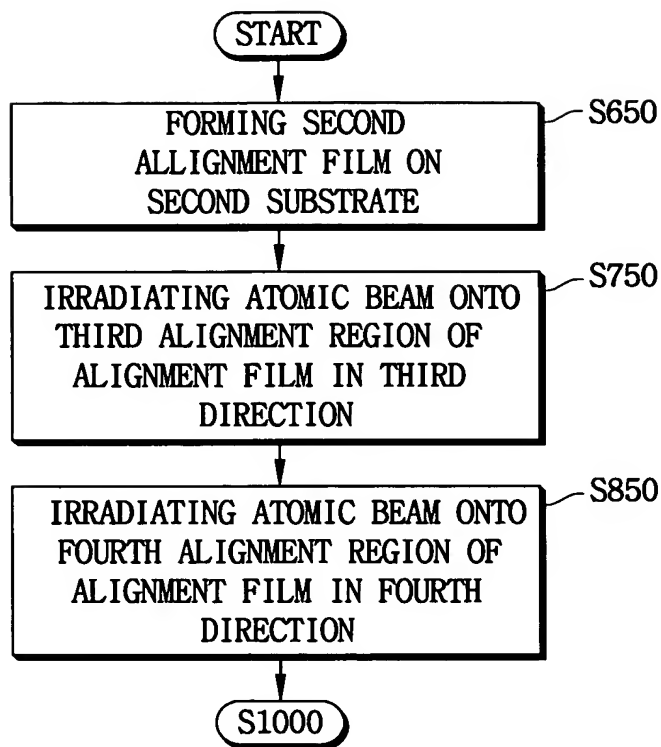 START
FORMING SECOND
ALLIGNMENT FILM ON
SECOND SUBSTRATE
S650
IRRADIATING ATOMIC BEAM ONTO
THIRD ALIGNMENT REGION OF
ALIGNMENT FILM IN THIRD
DIRECTION
S750
IRRADIATING ATOMIC BEAM ONTO
FOURTH ALIGNMENT REGION OF
ALIGNMENT FILM IN FOURTH
DIRECTION
S850
S1000